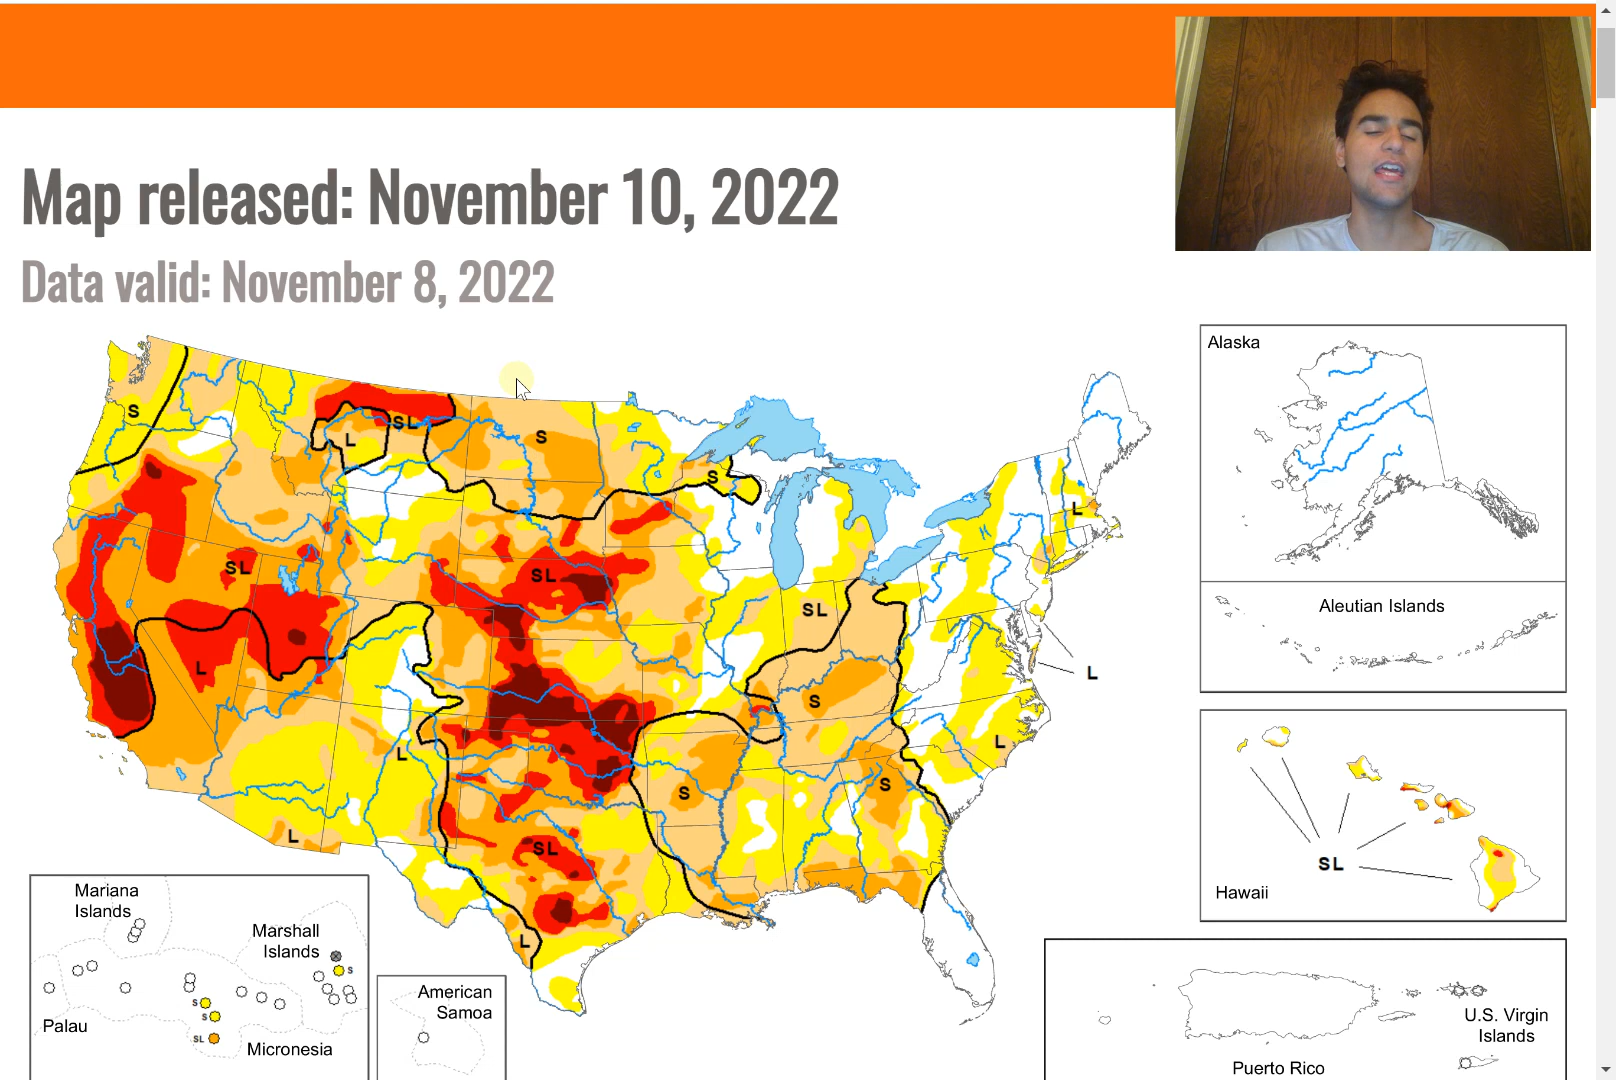 Map released: November 10, 2022
Data valid: November 8, 2022
Alaska
S
L
SL
S
S
L
SL
SL
Aleutian Islands
SL
L
L
S
L
L
S
S
L
SL
SL
Hawaii
L
L
Mariana
Islands
Marshall
Islands
S
S
S
SL
Palau
Micronesia
American
Samoa
U.S. Virgin
Islands
Puerto Rico